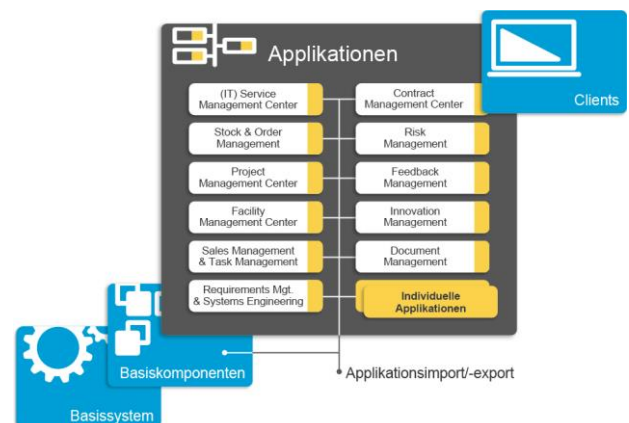 Applikationen
Clients
(IT) Service
Management Center
Contract
Management Center
Stock & Order
Management
Risk
Management
Project
Management Center
Feedback
Management
Facility
Management Center
Innovation
Management
Sales Management
& Task Management
Document
Management
Requirements Mgt.
& Systems Engineering
Individuelle
Applikationen
Basiskomponenten
Applikationsimport/-export
Basissystem